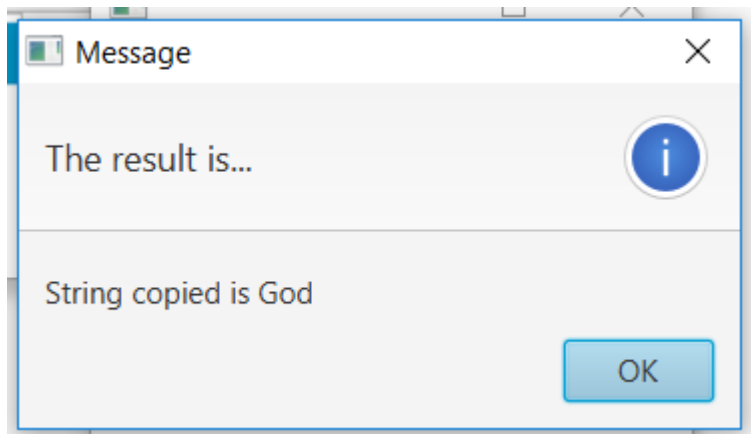 Message
The result is...
i
String copied is God
OK